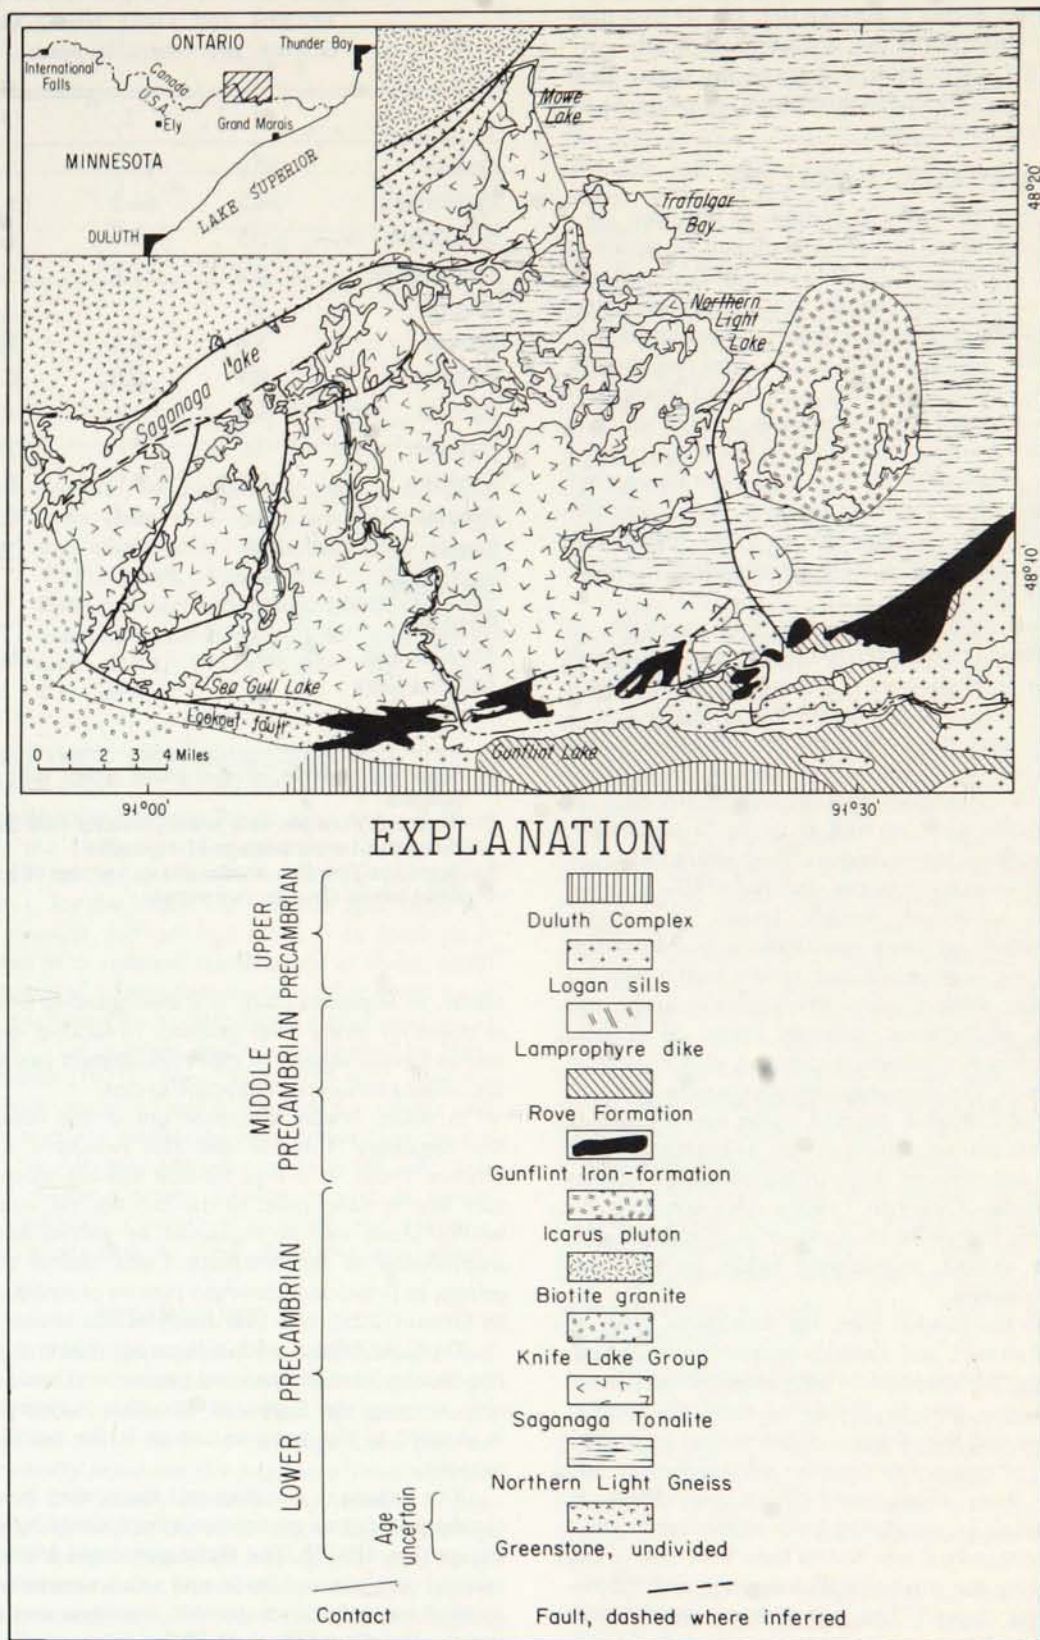 ONTARIO
Thunder Bay
International
Falls
Canada
U.S.A.
Ely
Grand Marais
MINNESOTA
LAKE SUPERIOR
DULUTH
Mowe
Lake
Trafalgar
Bay
Northern
Light
Lake
Saganaga Lake
Sea Gull Lake
Lookout fault
Gunflint Lake
0 1 2 3 4 Miles
48°20'
48°10'
91°00'
91°30'
EXPLANATION
UPPER
PRECAMBRIAN
MIDDLE
PRECAMBRIAN
LOWER PRECAMBRIAN
Age
uncertain
Duluth Complex
Logan sills
Lamprophyre dike
Rove Formation
Gunflint Iron-formation
Icarus pluton
Biotite granite
Knife Lake Group
Saganaga Tonalite
Northern Light Gneiss
Greenstone, undivided
Contact
Fault, dashed where inferred